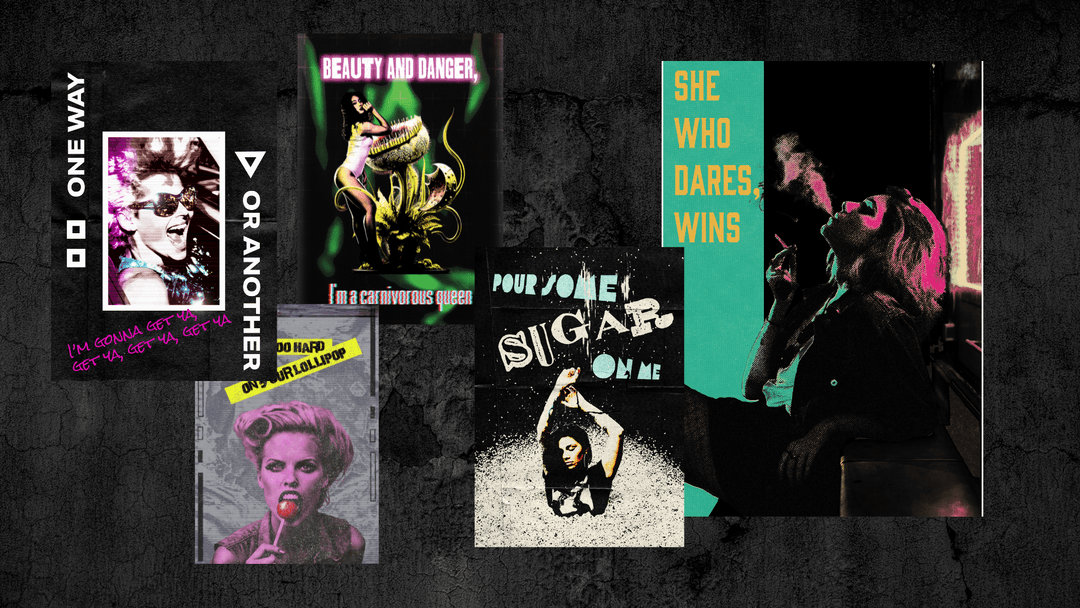 ONE WAY
OR ANOTHER
I'M GONNA GET YA,
GET YA, GET YA, GET YA
BEAUTY AND DANGER,
I'm a carnivorous queen
OO HARD
ON YOUR LOLLIPOP
POUR SOME
SUGAR
ON ME
SHE
WHO
DARES,
WINS